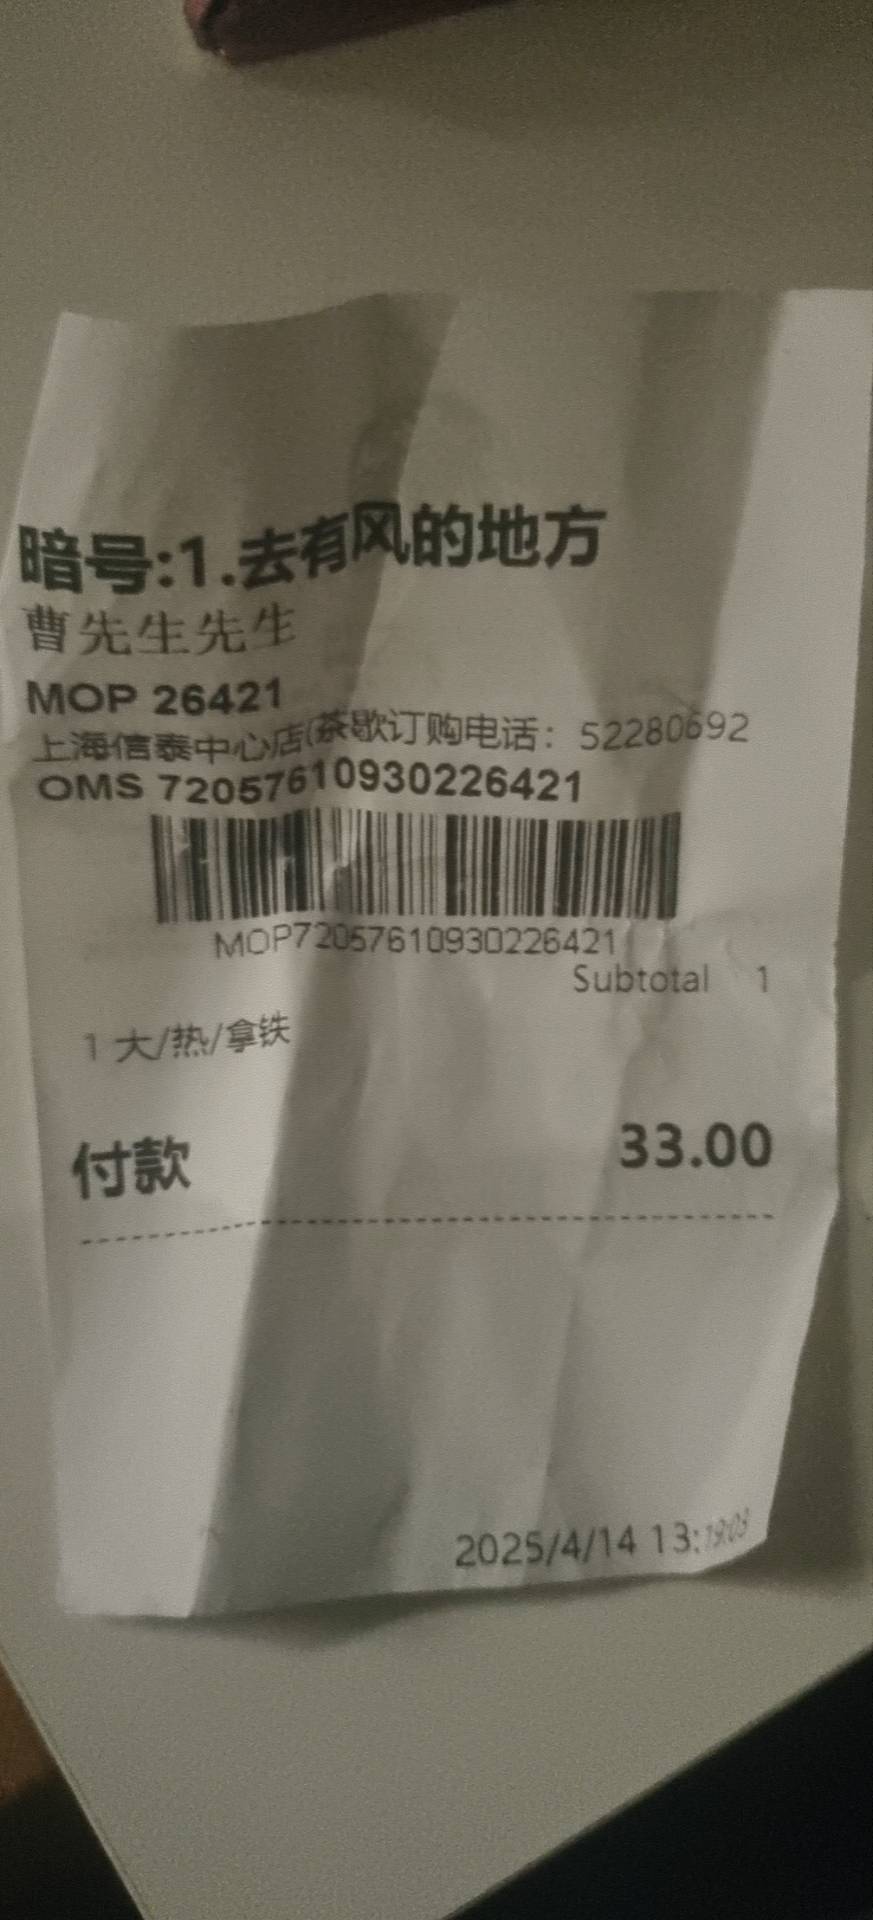 暗号:1.去有风的地方
曹先生先生
MOP 26421
上海信泰中心店(茶歇订购电话：52280692
OMS 72057610930226421
MOP72057610930226421
Subtotal 1
1 大/热/拿铁
付款 33.00
2025/4/14 13:19:03